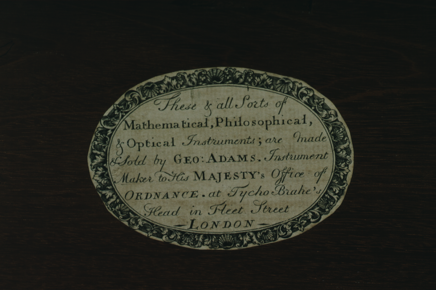 These & all Sorts of
Mathematical, Philosophical,
& Optical Instruments; are made
& Sold by GEO: ADAMS. Instrument
Maker to His MAJESTY's Office of
ORDNANCE. at Tycho Brahe's
Head in Fleet Street
LONDON